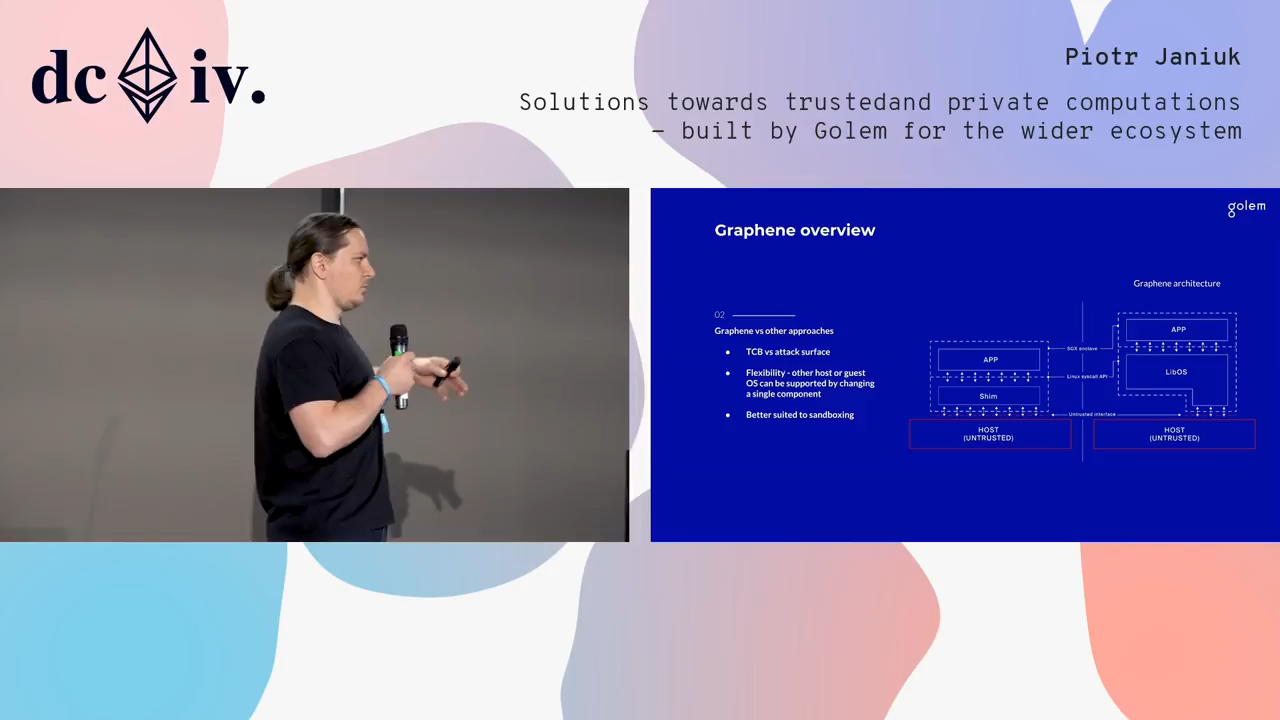 dc iv.
Piotr Janiuk
Solutions towards trustedand private computations
– built by Golem for the wider ecosystem
golem
Graphene overview
Graphene architecture
02
Graphene vs other approaches
● TCB vs attack surface
● Flexibility - other host or guest
OS can be supported by changing
a single component
● Better suited to sandboxing
APP
Shim
HOST
(UNTRUSTED)
SGX enclave
Linux syscall API
Untrusted interface
APP
LibOS
HOST
(UNTRUSTED)